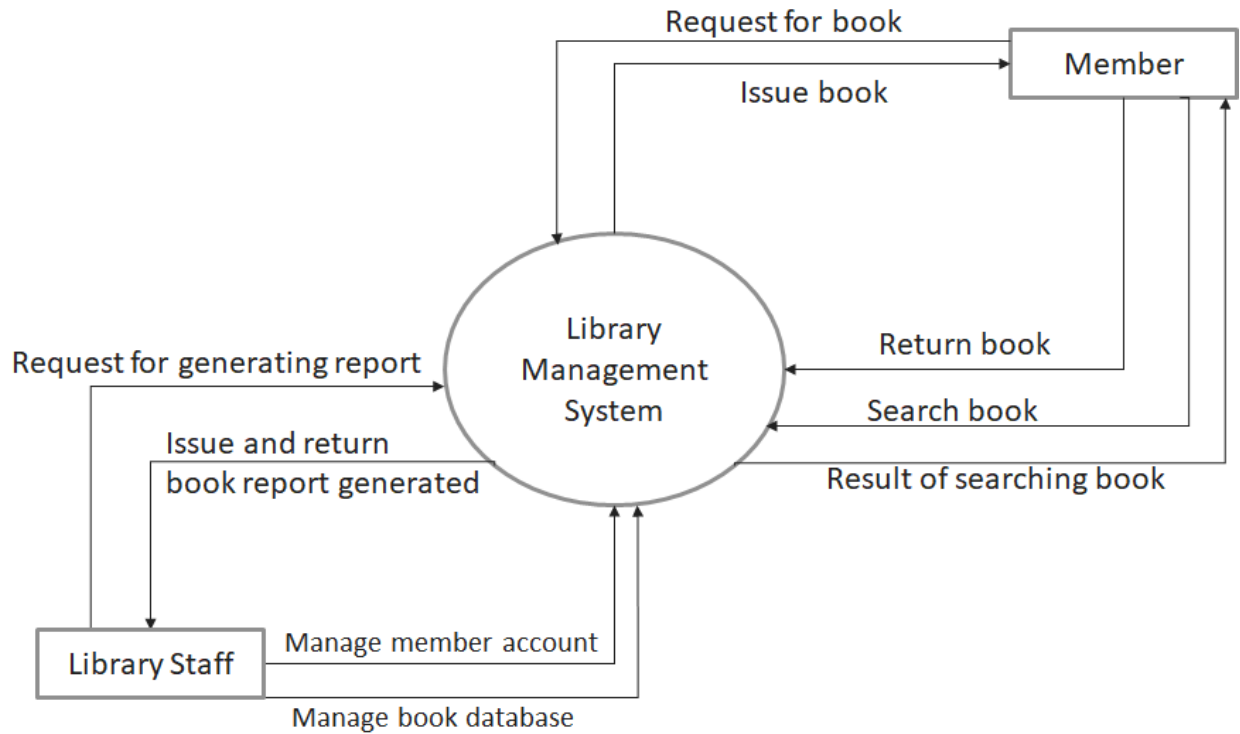 Request for book
Member
Issue book
Library
Management
System
Return book
Request for generating report
Search book
Issue and return
book report generated
Result of searching book
Manage member account
Library Staff
Manage book database